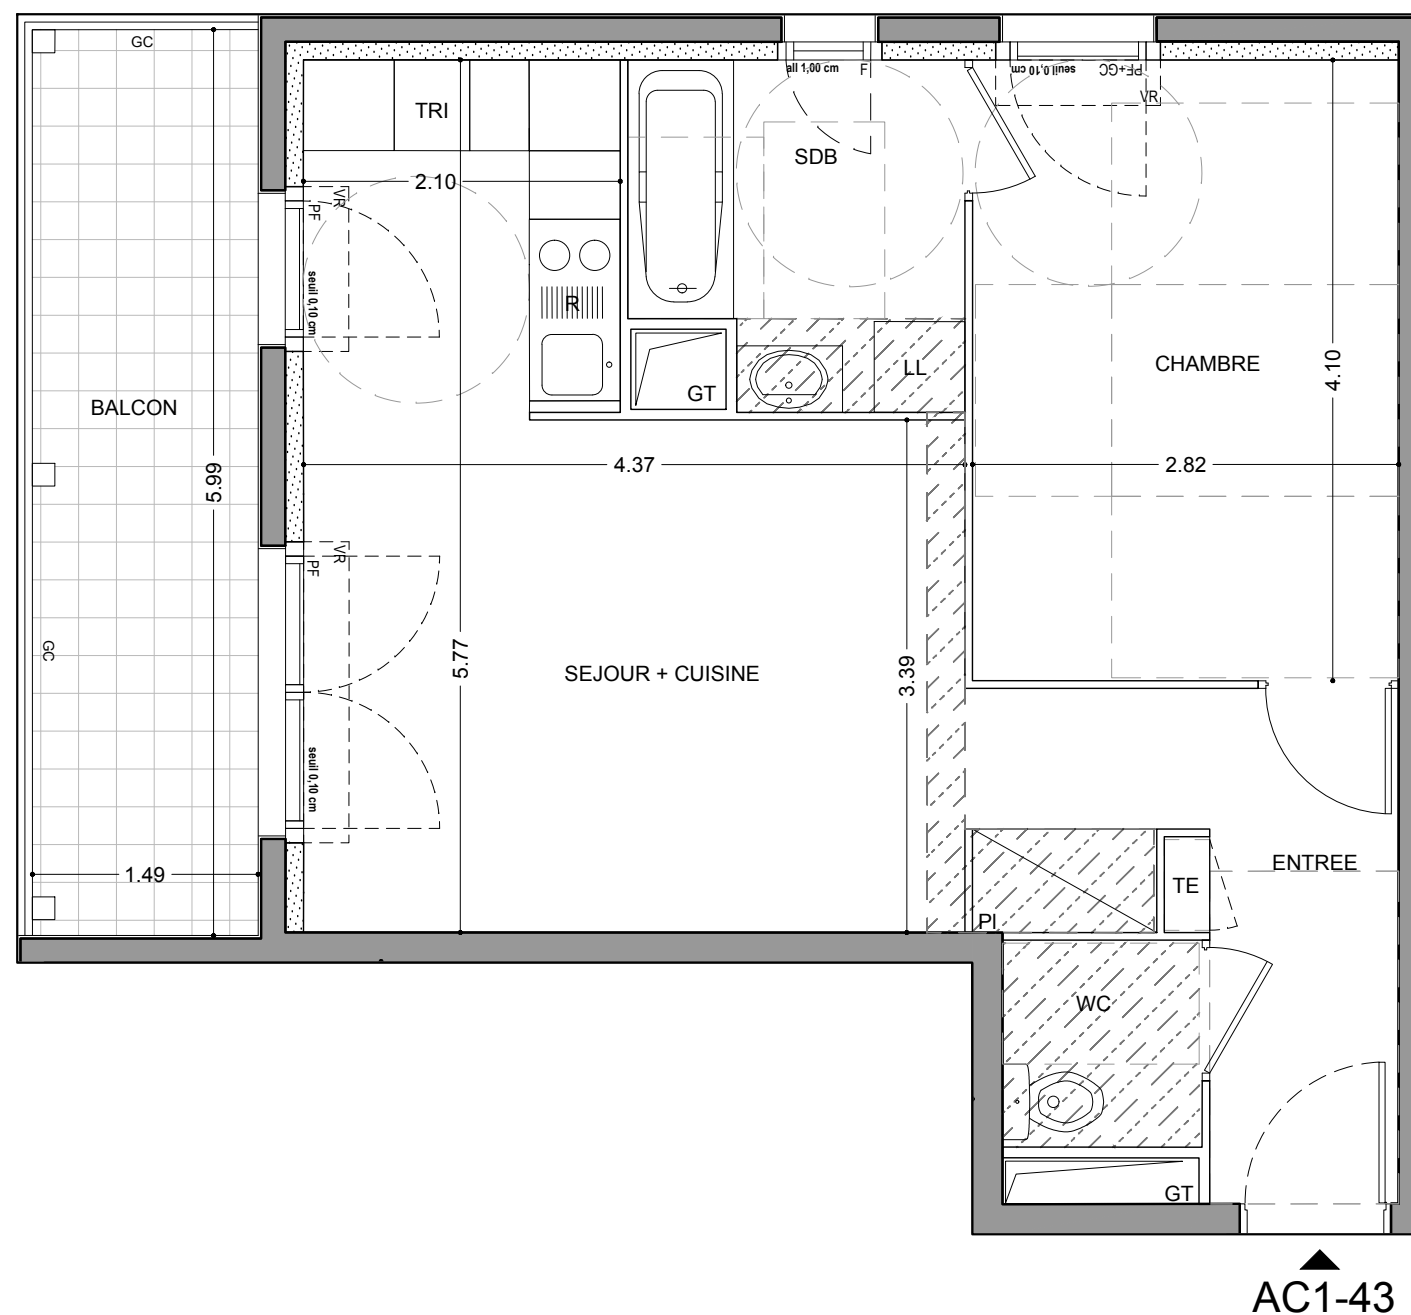 GC
all 1,00 cm
F
seuil 0,10 cm
PF+GC
VR
TRI
SDB
2.10
VR
PF
seuil 0,10 cm
R
GT
LL
CHAMBRE
4.10
BALCON
5.99
4.37
2.82
VR
PF
GC
5.77
SEJOUR + CUISINE
3.39
seuil 0,10 cm
1.49
ENTREE
TE
PI
WC
GT
AC1-43